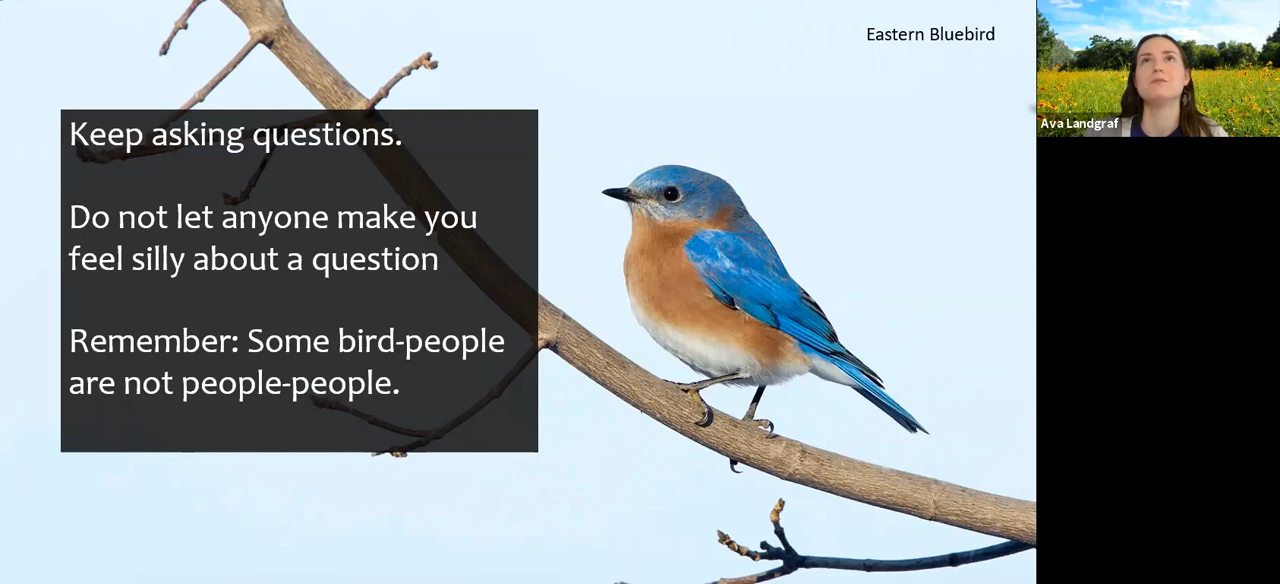 Eastern Bluebird
Ava Landgraf
Keep asking questions.
Do not let anyone make you
feel silly about a question
Remember: Some bird-people
are not people-people.